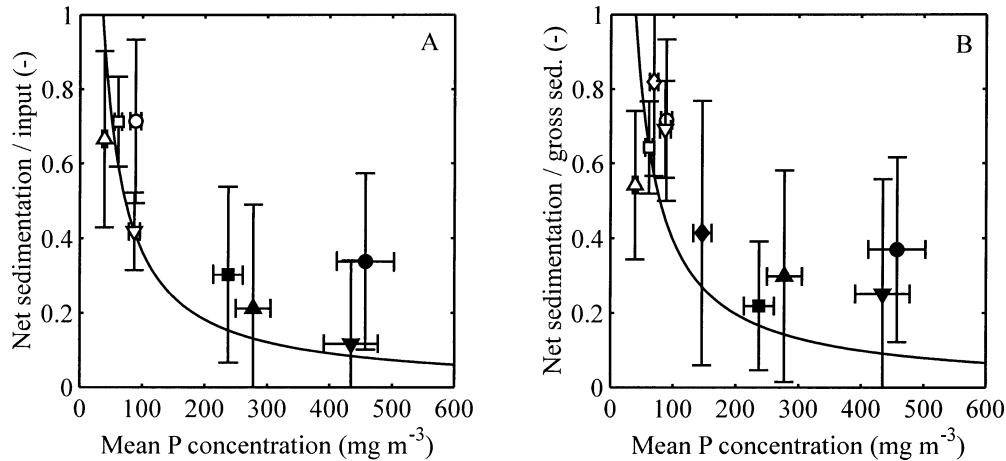 Net sedimentation / input (-)
1
0.8
0.6
0.4
0.2
0
A
0 100 200 300 400 500 600
Mean P concentration (mg m⁻³)
Net sedimentation / gross sed. (-)
1
0.8
0.6
0.4
0.2
0
B
0 100 200 300 400 500 600
Mean P concentration (mg m⁻³)